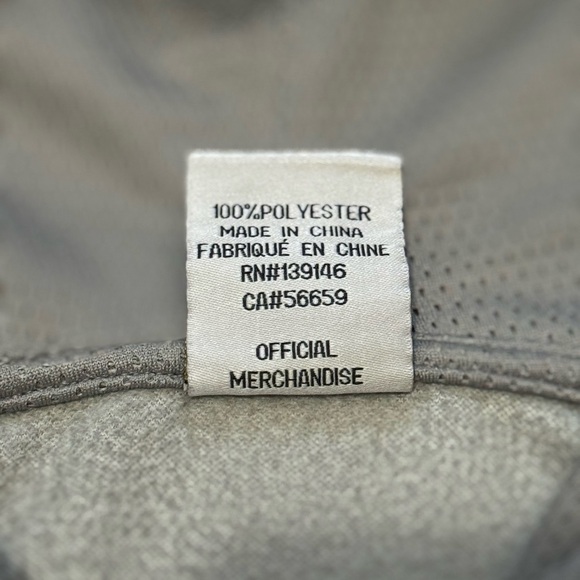 100%POLYESTER
MADE IN CHINA
FABRIQUÉ EN CHINE
RN#139146
CA#56659
OFFICIAL
MERCHANDISE